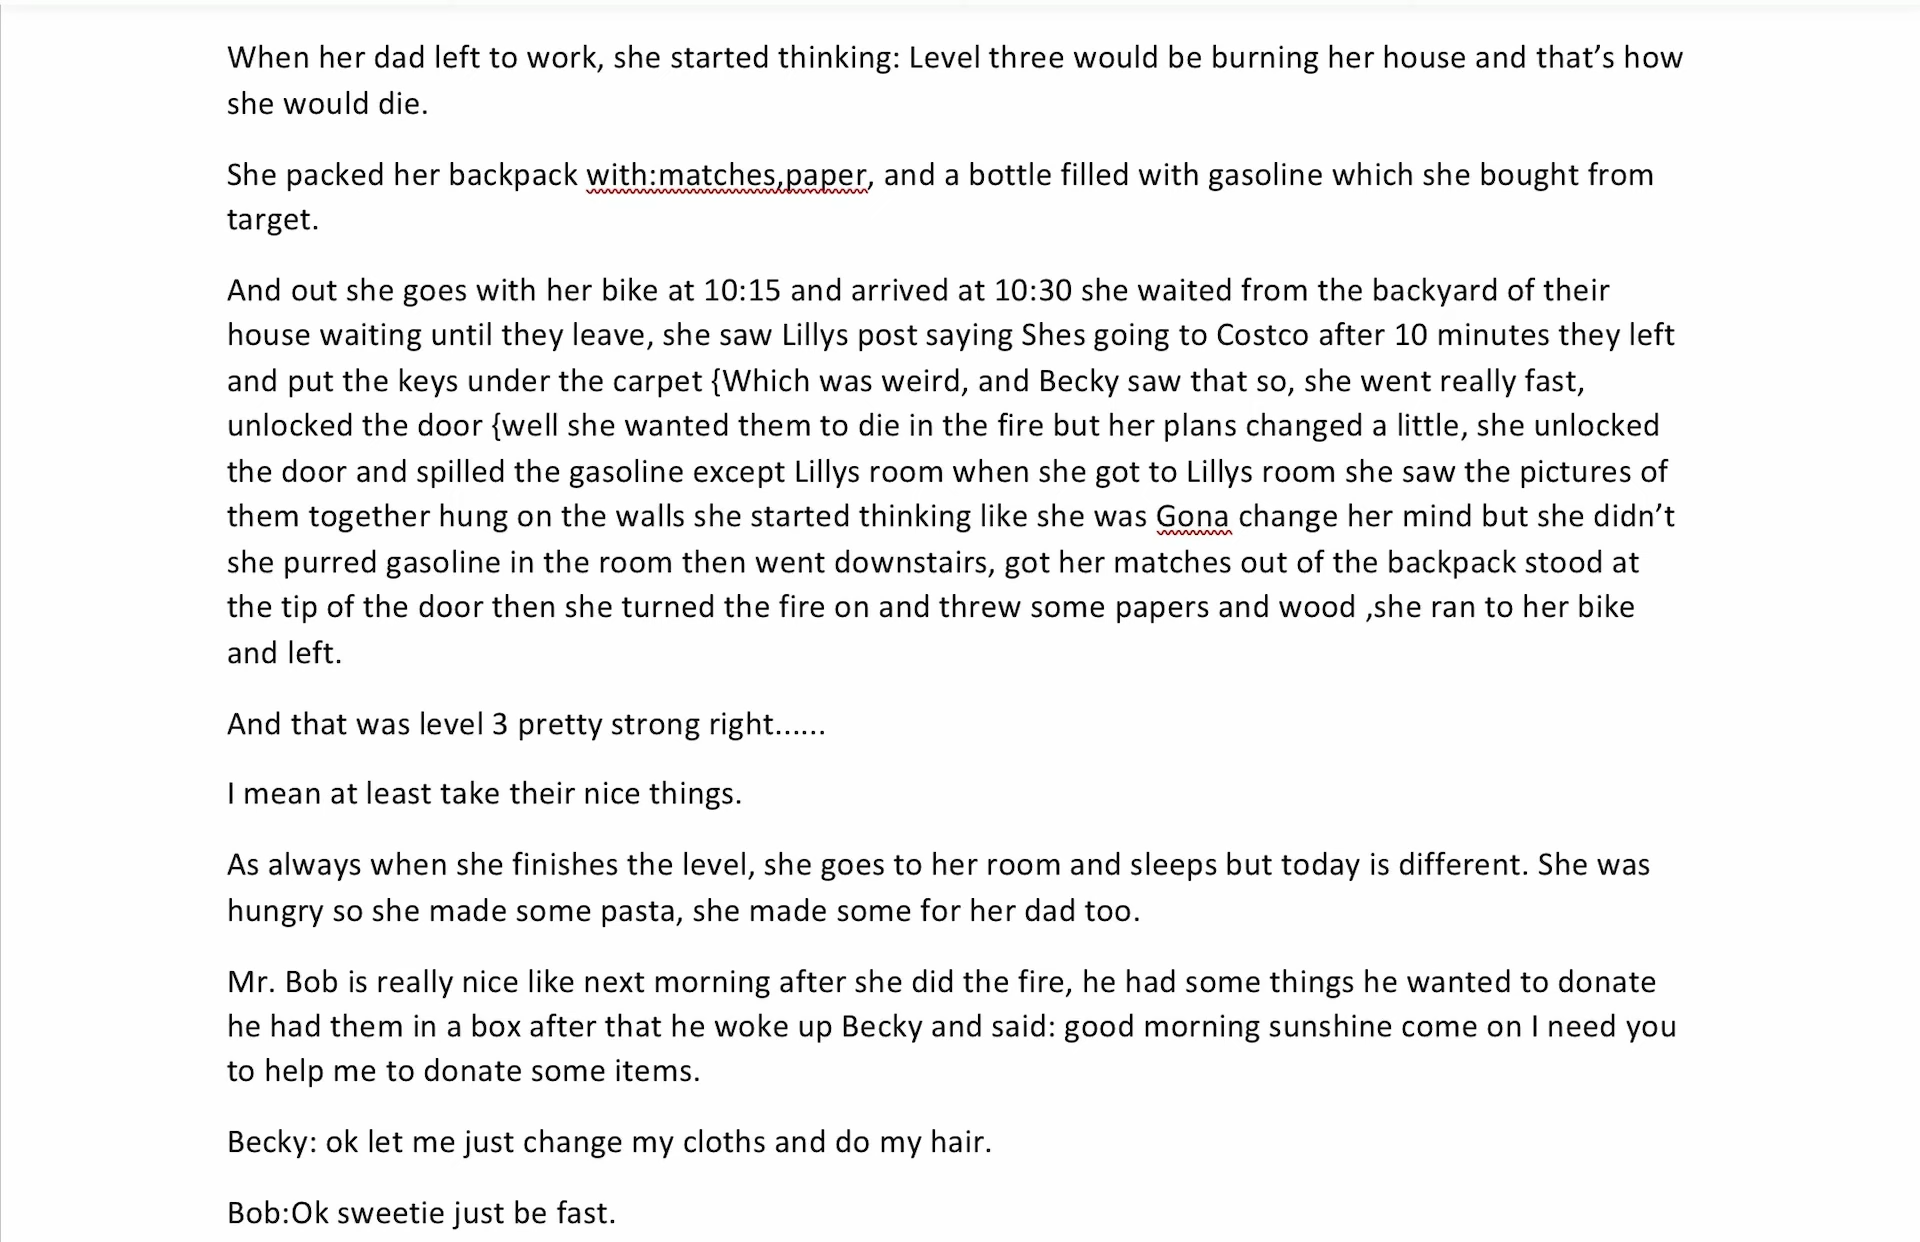 When her dad left to work, she started thinking: Level three would be burning her house and that’s how
she would die.
She packed her backpack with:matches,paper, and a bottle filled with gasoline which she bought from
target.
And out she goes with her bike at 10:15 and arrived at 10:30 she waited from the backyard of their
house waiting until they leave, she saw Lillys post saying Shes going to Costco after 10 minutes they left
and put the keys under the carpet {Which was weird, and Becky saw that so, she went really fast,
unlocked the door {well she wanted them to die in the fire but her plans changed a little, she unlocked
the door and spilled the gasoline except Lillys room when she got to Lillys room she saw the pictures of
them together hung on the walls she started thinking like she was Gona change her mind but she didn’t
she purred gasoline in the room then went downstairs, got her matches out of the backpack stood at
the tip of the door then she turned the fire on and threw some papers and wood ,she ran to her bike
and left.
And that was level 3 pretty strong right......
I mean at least take their nice things.
As always when she finishes the level, she goes to her room and sleeps but today is different. She was
hungry so she made some pasta, she made some for her dad too.
Mr. Bob is really nice like next morning after she did the fire, he had some things he wanted to donate
he had them in a box after that he woke up Becky and said: good morning sunshine come on I need you
to help me to donate some items.
Becky: ok let me just change my cloths and do my hair.
Bob:Ok sweetie just be fast.